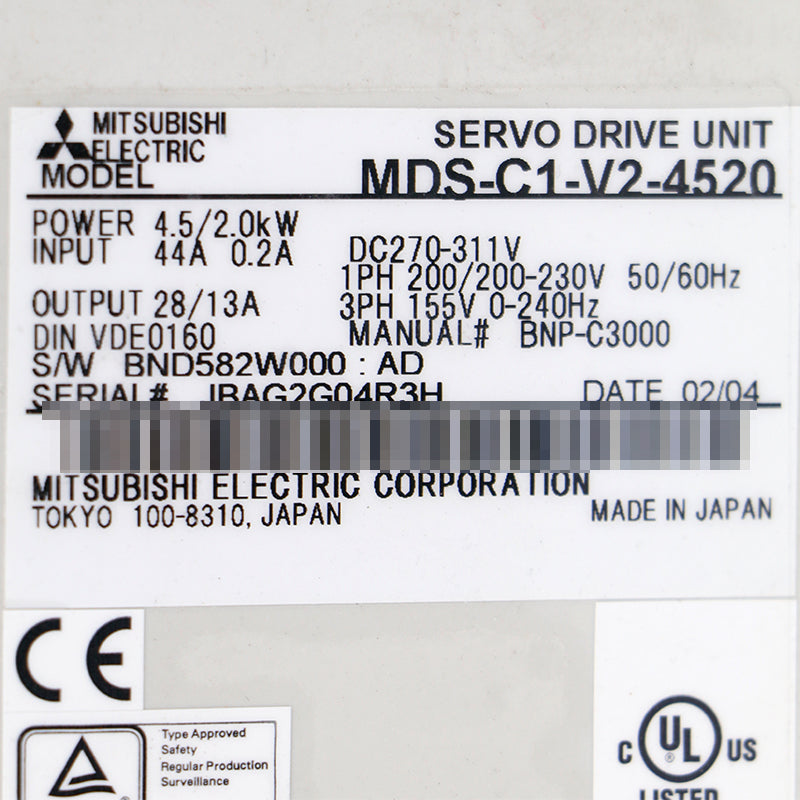 MITSUBISHI
ELECTRIC
SERVO DRIVE UNIT
MODEL MDS-C1-V2-4520
POWER 4.5/2.0kW
INPUT 44A 0.2A DC270-311V
1PH 200/200-230V 50/60Hz
OUTPUT 28/13A 3PH 155V 0-240Hz
DIN VDE0160 MANUAL# BNP-C3000
S/W BND582W000 : AD
SERIAL# JBAG2G04R3H DATE 02/04
MITSUBISHI ELECTRIC CORPORATION
TOKYO 100-8310, JAPAN MADE IN JAPAN
CE
Type Approved
Safety
Regular Production
Surveillance
C UL ® US
LISTED